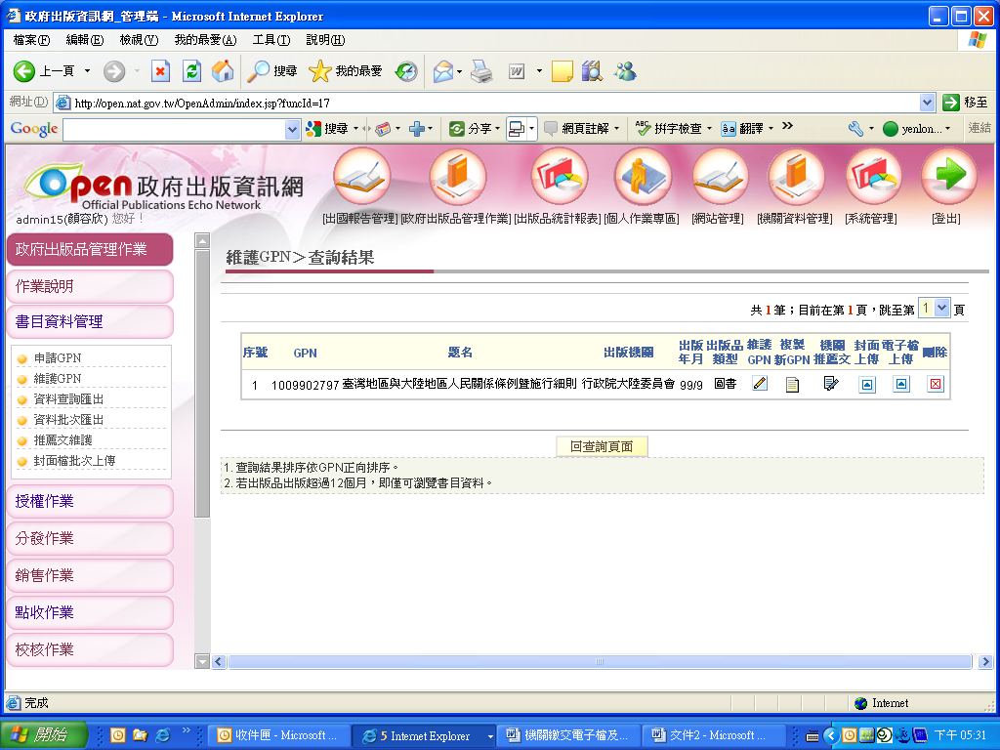 政府出版資訊網_管理端 - Microsoft Internet Explorer
檔案(F) 編輯(E) 檢視(V) 我的最愛(A) 工具(T) 說明(H)
上一頁 搜尋 我的最愛
網址(D) http://open.nat.gov.tw/OpenAdmin/index.jsp?funcId=17 移至
Google 搜尋 分享 網頁註解 ABC 拼字檢查 翻譯 yenlon... 連結
Open 政府出版資訊網
Official Publications Echo Network
admin15(顏容欣) 您好！
[出國報告管理] [政府出版品管理作業] [出版品統計報表] [個人作業專區] [網站管理] [機關資料管理] [系統管理] [登出]
政府出版品管理作業
作業說明
書目資料管理
申請GPN
維護GPN
資料查詢匯出
資料批次匯出
推薦文維護
封面檔批次上傳
授權作業
分發作業
銷售作業
點收作業
校核作業
維護GPN＞查詢結果
共 1 筆；目前在第 1 頁，跳至第 1 頁
序號 GPN 題名 出版機關 出版年月 出版品類型 維護GPN 複製新GPN 機關推薦文 封面上傳 電子檔上傳 刪除
1 1009902797 臺灣地區與大陸地區人民關係條例暨施行細則 行政院大陸委員會 99/9 圖書
回查詢頁面
1. 查詢結果排序依GPN正向排序。
2. 若出版品出版超過12個月，即僅可瀏覽書目資料。
完成 Internet
開始 收件匣 - Microsoft ... 5 Internet Explorer 機關繳交電子檔及... 文件2 - Microsoft ... 下午 05:31